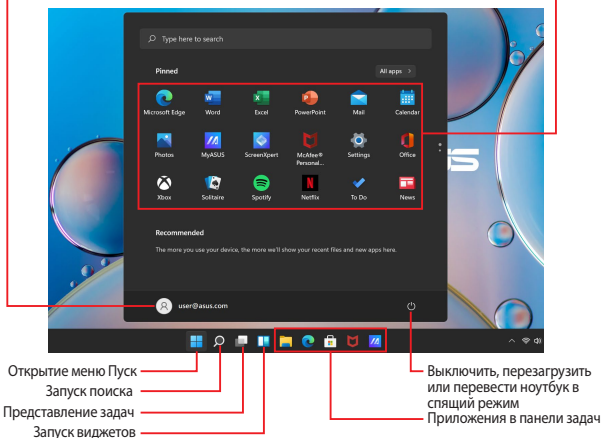 Type here to search
Pinned
All apps >
Microsoft Edge
Word
Excel
PowerPoint
Mail
Calendar
Photos
MyASUS
ScreenXpert
McAfee®
Personal...
Settings
Office
Xbox
Solitaire
Spotify
Netflix
To Do
News
Recommended
The more you use your device, the more we'll show your recent files and new apps here.
user@asus.com
Открытие меню Пуск
Запуск поиска
Представление задач
Запуск виджетов
Выключить, перезагрузить
или перевести ноутбук в
спящий режим
Приложения в панели задач